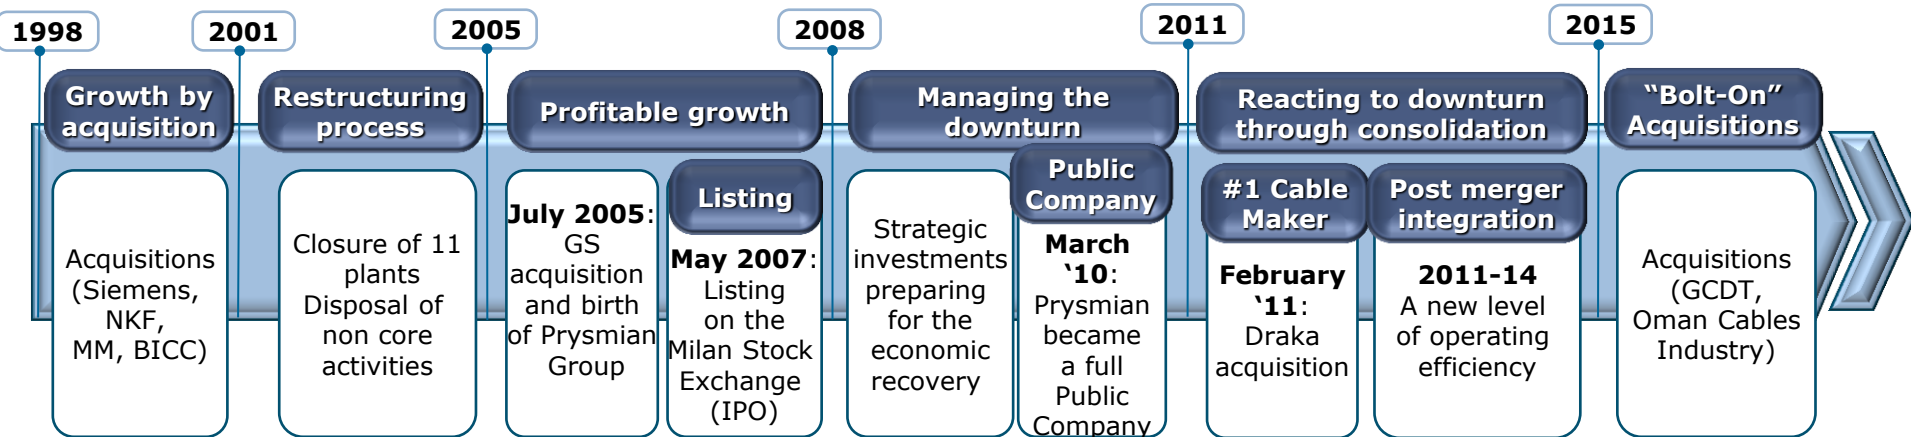 1998
2001
2005
2008
2011
2015
Growth by
acquisition
Restructuring
process
Profitable growth
Managing the
downturn
Reacting to downturn
through consolidation
“Bolt-On”
Acquisitions
Acquisitions
(Siemens,
NKF,
MM, BICC)
Closure of 11
plants
Disposal of
non core
activities
July 2005:
GS
acquisition
and birth
of Prysmian
Group
Listing
May 2007:
Listing
on the
Milan Stock
Exchange
(IPO)
Strategic
investments
preparing
for the
economic
recovery
Public
Company
March
‘10:
Prysmian
became
a full
Public
Company
#1 Cable
Maker
February
‘11:
Draka
acquisition
Post merger
integration
2011-14
A new level
of operating
efficiency
Acquisitions
(GCDT,
Oman Cables
Industry)